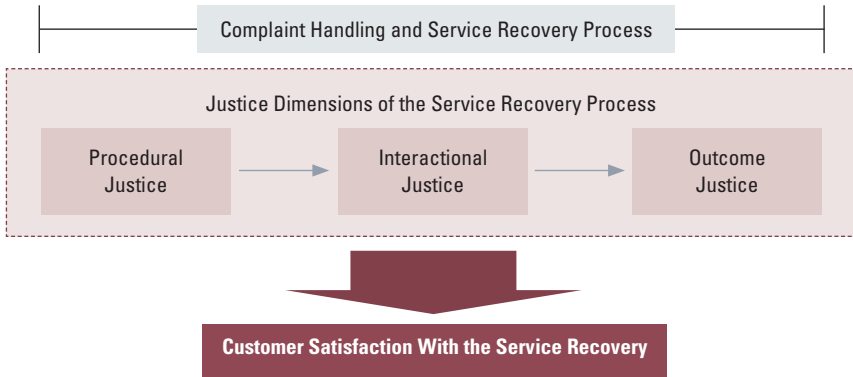 Complaint Handling and Service Recovery Process
Justice Dimensions of the Service Recovery Process
Procedural
Justice
Interactional
Justice
Outcome
Justice
Customer Satisfaction With the Service Recovery